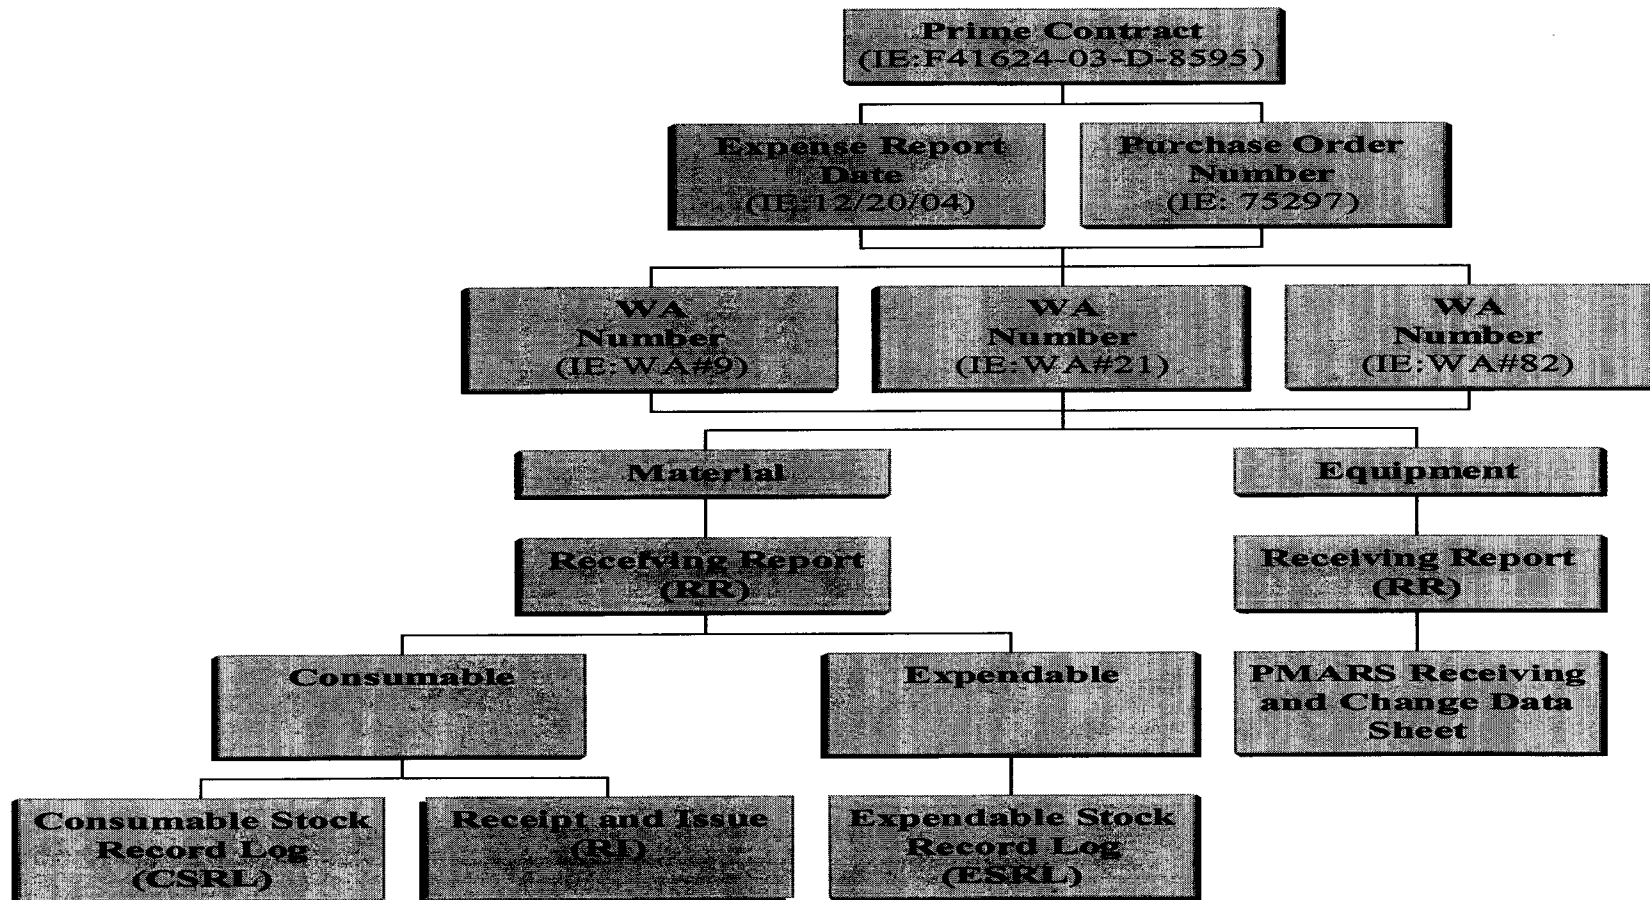 Prime Contract
(IE:F41624-03-D-8595)
Expense Report
Date
(IE:12/20/04)
Purchase Order
Number
(IE: 75297)
WA
Number
(IE:WA#9)
WA
Number
(IE:WA#21)
WA
Number
(IE:WA#82)
Material
Equipment
Receiving Report
(RR)
Receiving Report
(RR)
Consumable
Expendable
PMARS Receiving
and Change Data
Sheet
Consumable Stock
Record Log
(CSRL)
Receipt and Issue
(RI)
Expendable Stock
Record Log
(ESRL)